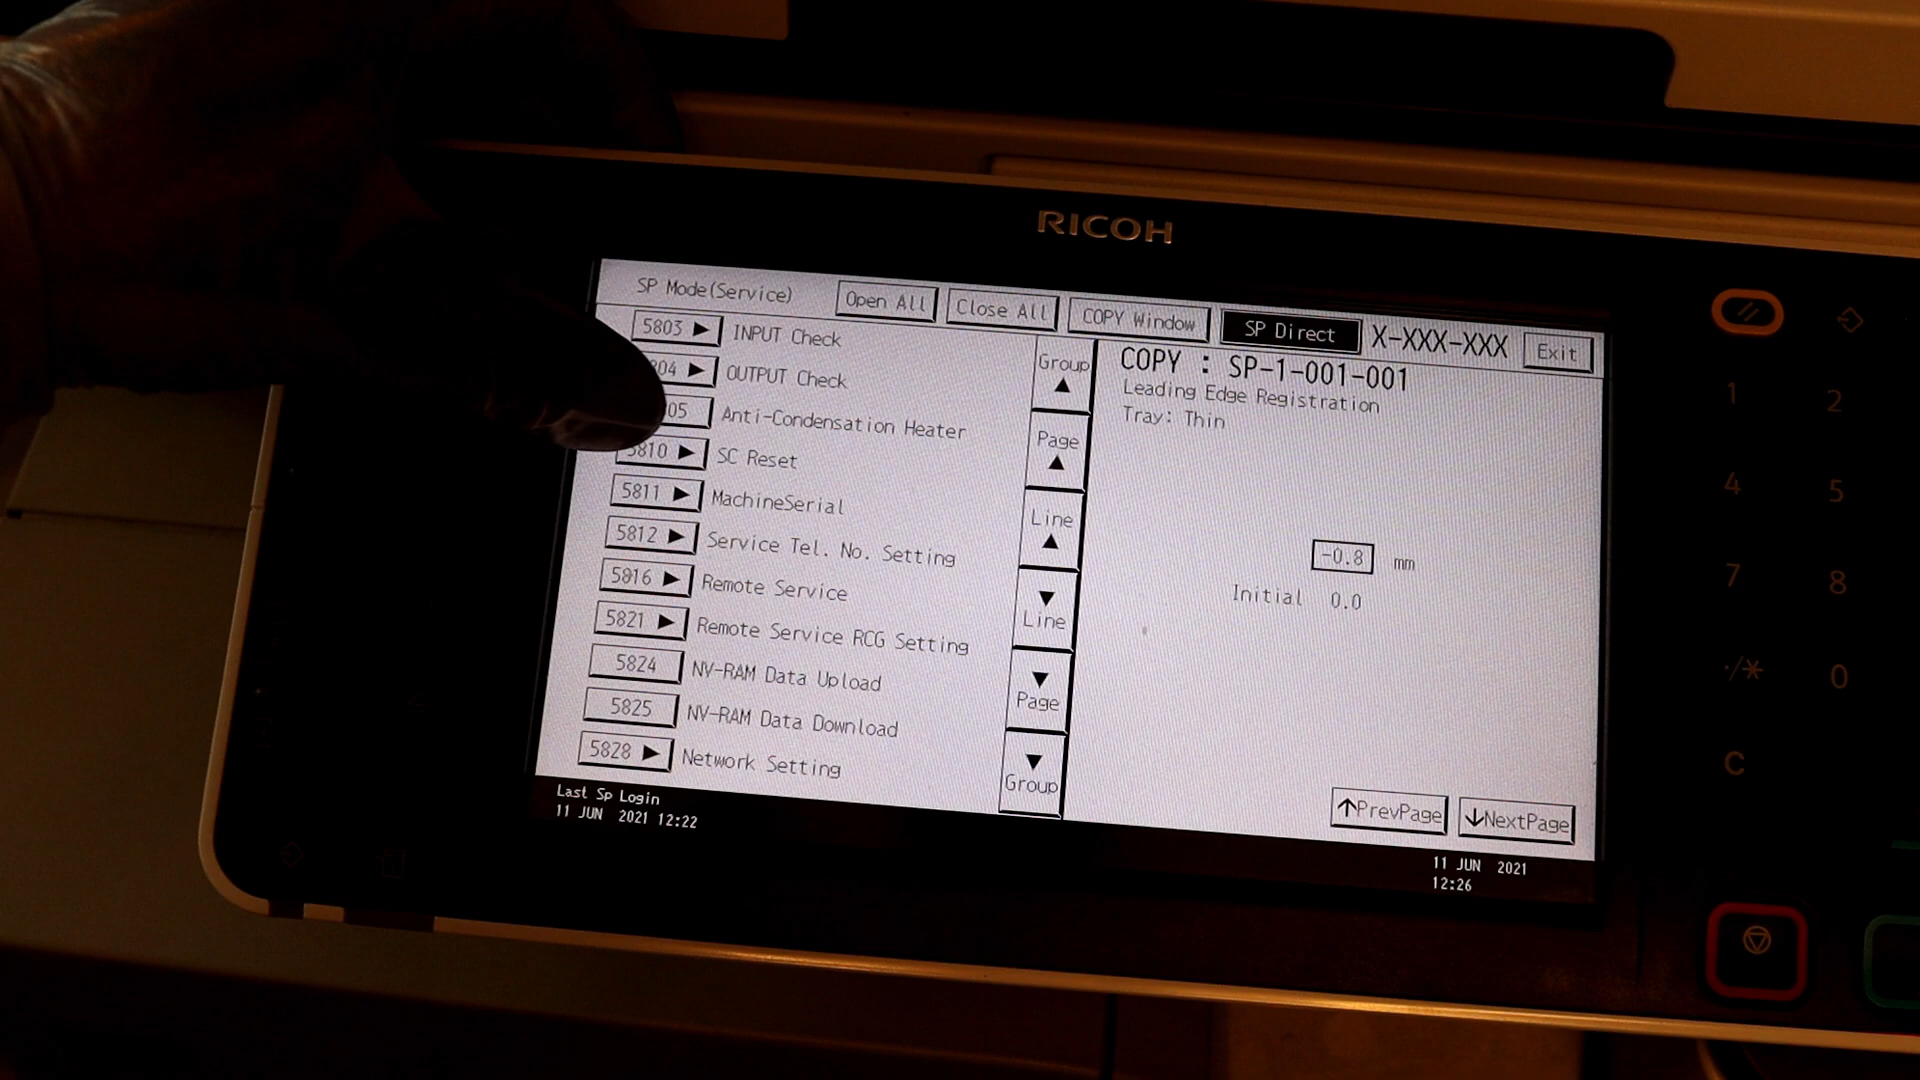 RICOH
SP Mode(Service) Open All Close All COPY Window SP Direct X-XXX-XXX Exit
5803 ▶ INPUT Check
04 ▶ OUTPUT Check
05 Anti-Condensation Heater
5810 ▶ SC Reset
5811 ▶ MachineSerial
5812 ▶ Service Tel. No. Setting
5816 ▶ Remote Service
5821 ▶ Remote Service RCG Setting
5824 NV-RAM Data Upload
5825 NV-RAM Data Download
5828 ▶ Network Setting
Group ▲
Page ▲
Line ▲
▼ Line
▼ Page
▼ Group
COPY : SP-1-001-001
Leading Edge Registration
Tray: Thin
-0.8 mm
Initial 0.0
↑PrevPage ↓NextPage
Last Sp Login
11 JUN 2021 12:22
11 JUN 2021
12:26
1 2
4 5
7 8
·/* 0
C